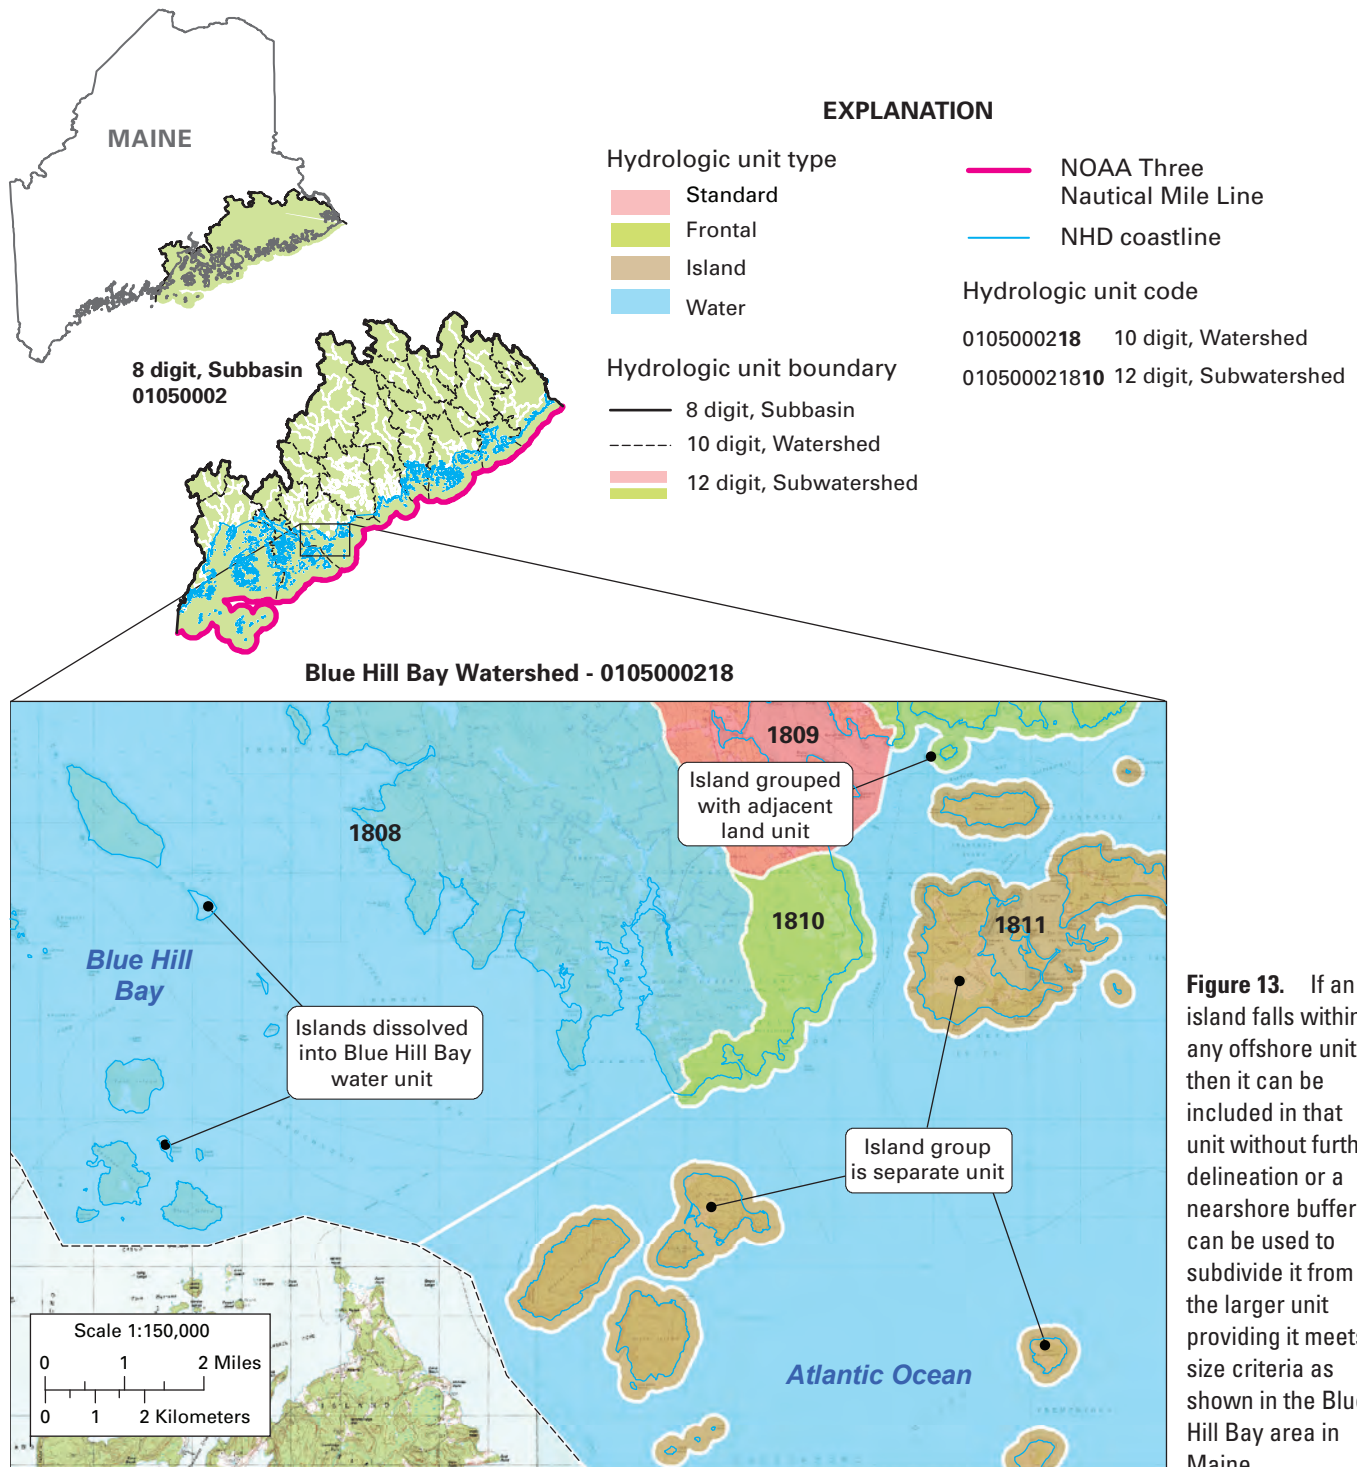 MAINE
EXPLANATION
Hydrologic unit type
Standard
Frontal
Island
Water
Hydrologic unit boundary
8 digit, Subbasin
10 digit, Watershed
12 digit, Subwatershed
NOAA Three
Nautical Mile Line
NHD coastline
Hydrologic unit code
0105000218 10 digit, Watershed
010500021810 12 digit, Subwatershed
8 digit, Subbasin
01050002
Blue Hill Bay Watershed - 0105000218
1809
Island grouped
with adjacent
land unit
1808
1810
1811
Blue Hill
Bay
Islands dissolved
into Blue Hill Bay
water unit
Island group
is separate unit
Atlantic Ocean
Scale 1:150,000
0 1 2 Miles
0 1 2 Kilometers
ISLAND
Figure 13. If an
island falls within
any offshore unit
then it can be
included in that
unit without furth
delineation or a
nearshore buffer
can be used to
subdivide it from
the larger unit
providing it meets
size criteria as
shown in the Blue
Hill Bay area in
Maine